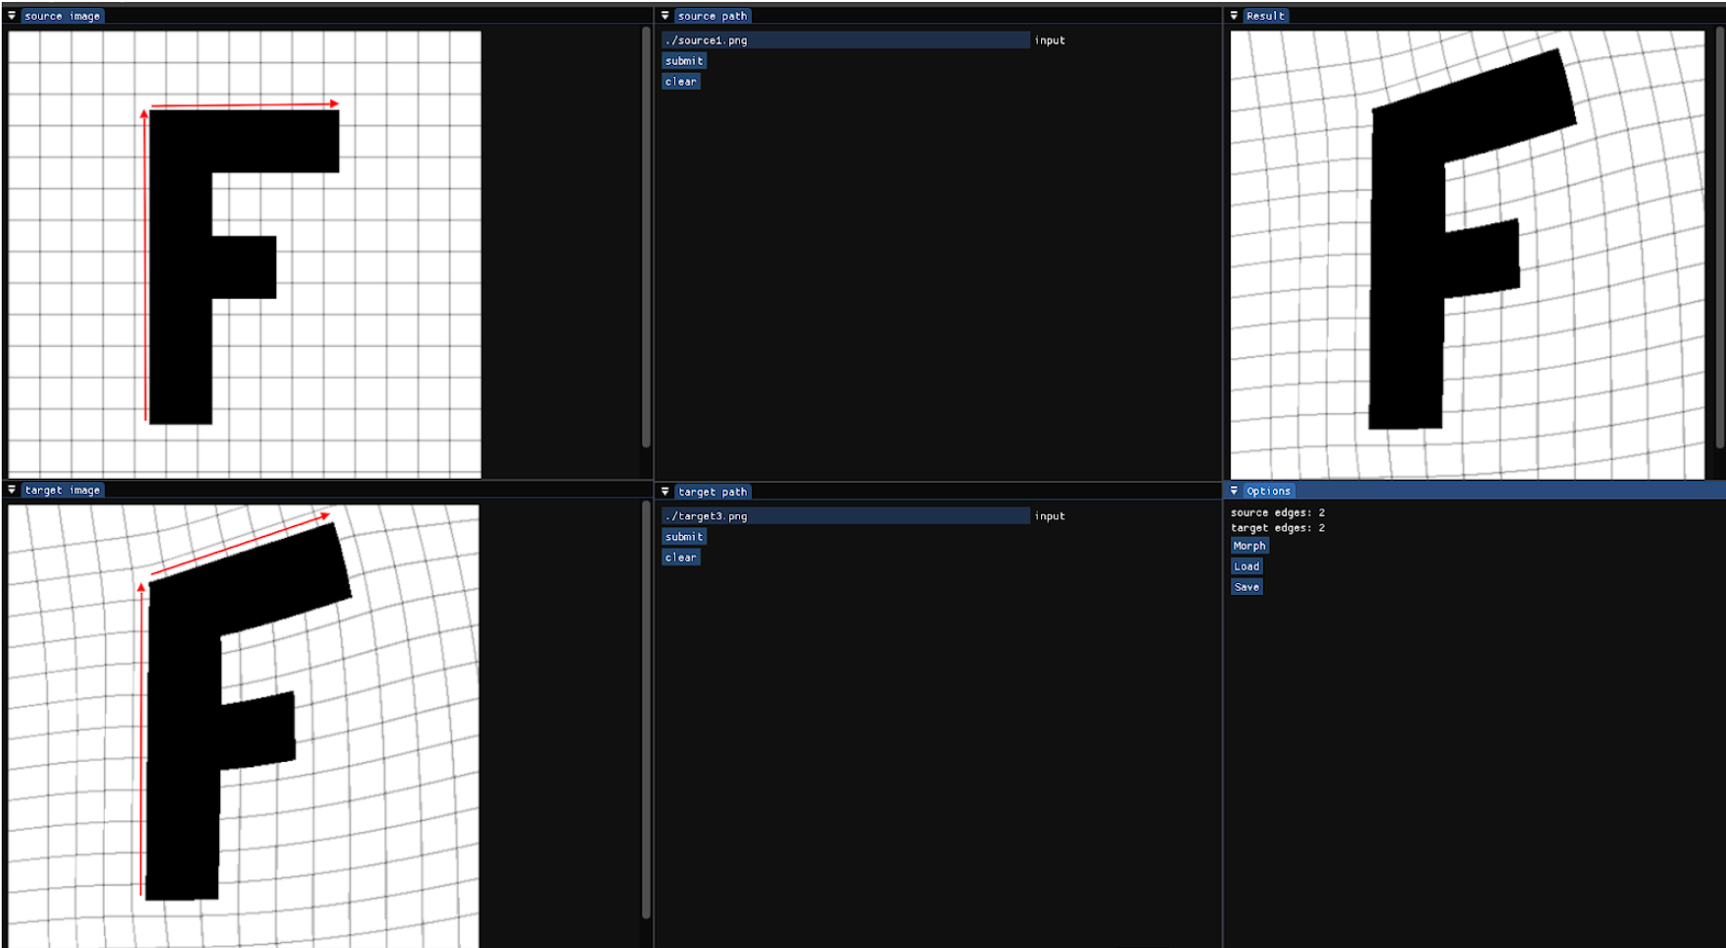 source image
source path
Result
./source1.png input
submit
clear
F
F
target image
target path
Options
./target3.png input
submit
clear
source edges: 2
target edges: 2
Morph
Load
Save
F